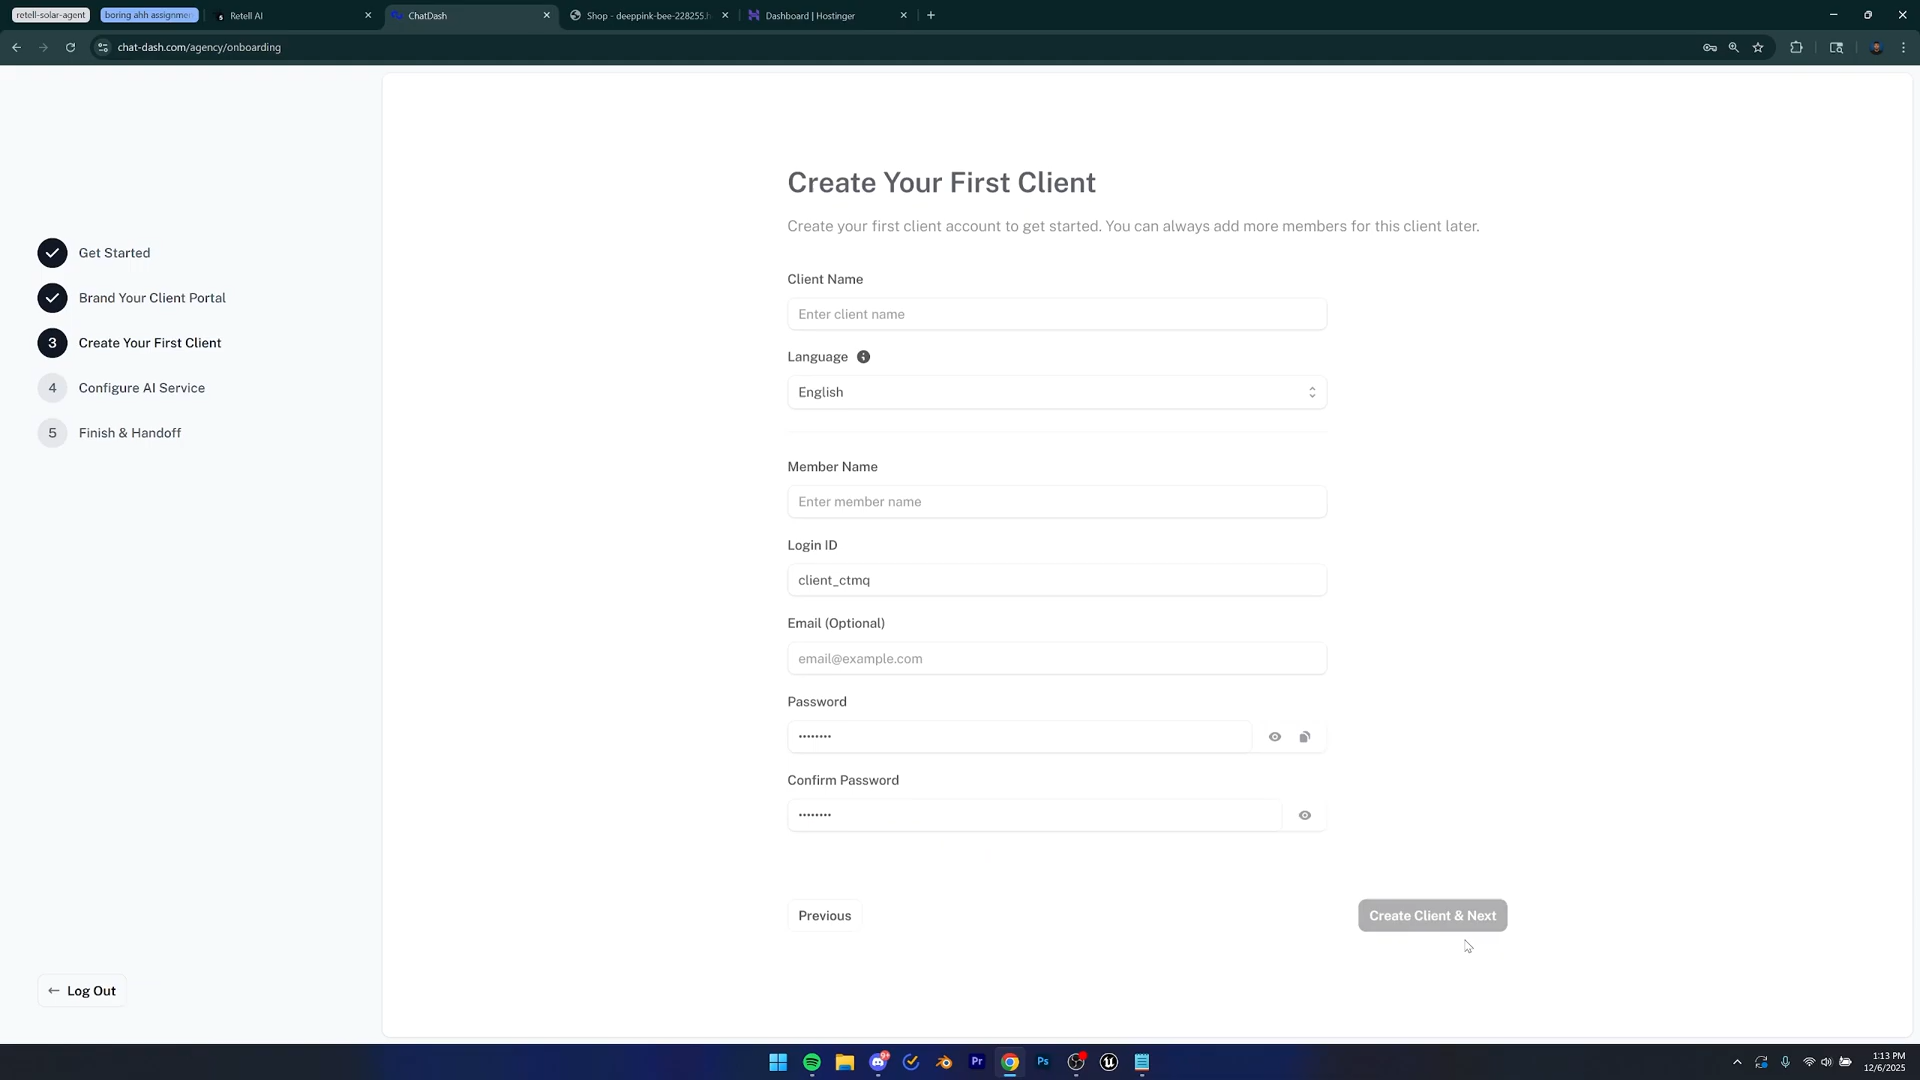 retell-solar-agent
boring ahh assignmen
Retell AI
ChatDash
Shop - deeppink-bee-228255.h
Dashboard | Hostinger
chat-dash.com/agency/onboarding
Get Started
Brand Your Client Portal
3
Create Your First Client
4
Configure AI Service
5
Finish & Handoff
Log Out
Create Your First Client
Create your first client account to get started. You can always add more members for this client later.
Client Name
Enter client name
Language
English
Member Name
Enter member name
Login ID
client_ctmq
Email (Optional)
email@example.com
Password
••••••••
Confirm Password
••••••••
Previous
Create Client & Next
Pr
Ps
1:13 PM
12/6/2025